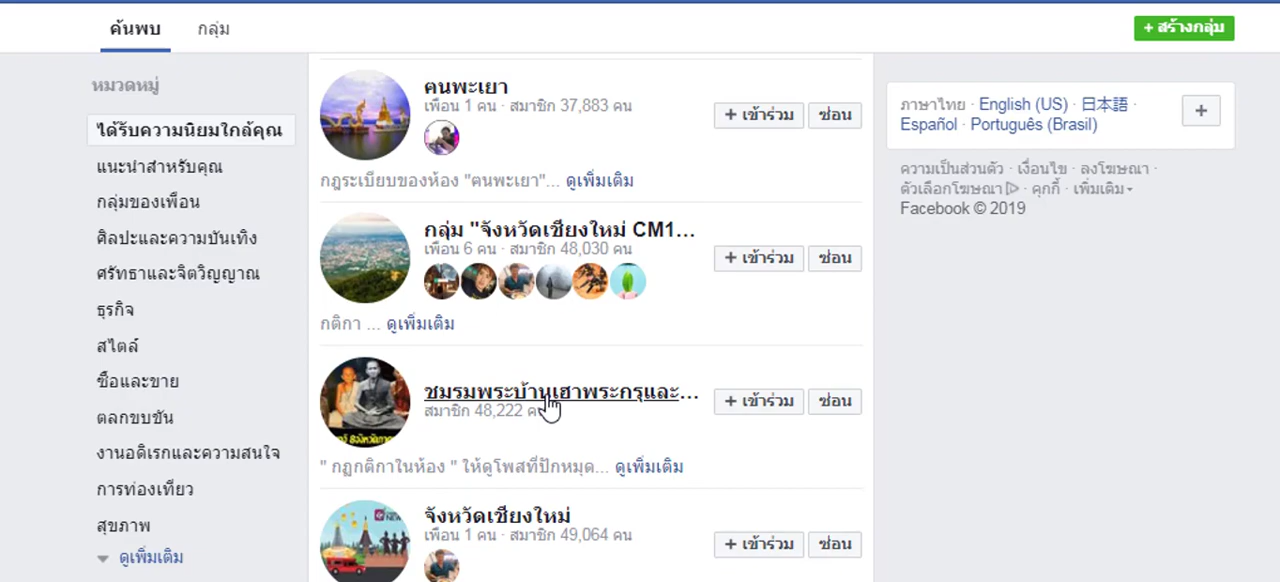 ค้นพบ กลุ่ม + สร้างกลุ่ม
หมวดหมู่
ได้รับความนิยมใกล้คุณ
แนะนำสำหรับคุณ
กลุ่มของเพื่อน
ศิลปะและความบันเทิง
ศรัทธาและจิตวิญญาณ
ธุรกิจ
สไตล์
ซื้อและขาย
ตลกขบขัน
งานอดิเรกและความสนใจ
การท่องเที่ยว
สุขภาพ
ดูเพิ่มเติม
ฅนพะเยา
เพื่อน 1 คน · สมาชิก 37,883 คน
+ เข้าร่วม ซ่อน
กฎระเบียบของห้อง "ฅนพะเยา"... ดูเพิ่มเติม
กลุ่ม "จังหวัดเชียงใหม่ CM1...
เพื่อน 6 คน · สมาชิก 48,030 คน
+ เข้าร่วม ซ่อน
กติกา ... ดูเพิ่มเติม
ชมรมพระบ้านเฮาพระกรุและ...
สมาชิก 48,222
+ เข้าร่วม ซ่อน
" กฏกติกาในห้อง " ให้ดูโพสที่ปักหมุด... ดูเพิ่มเติม
จังหวัดเชียงใหม่
เพื่อน 1 คน · สมาชิก 49,064 คน
+ เข้าร่วม ซ่อน
ภาษาไทย · English (US) · 日本語 ·
Español · Português (Brasil)
+
ความเป็นส่วนตัว · เงื่อนไข · ลงโฆษณา ·
ตัวเลือกโฆษณา · คุกกี้ · เพิ่มเติม
Facebook © 2019